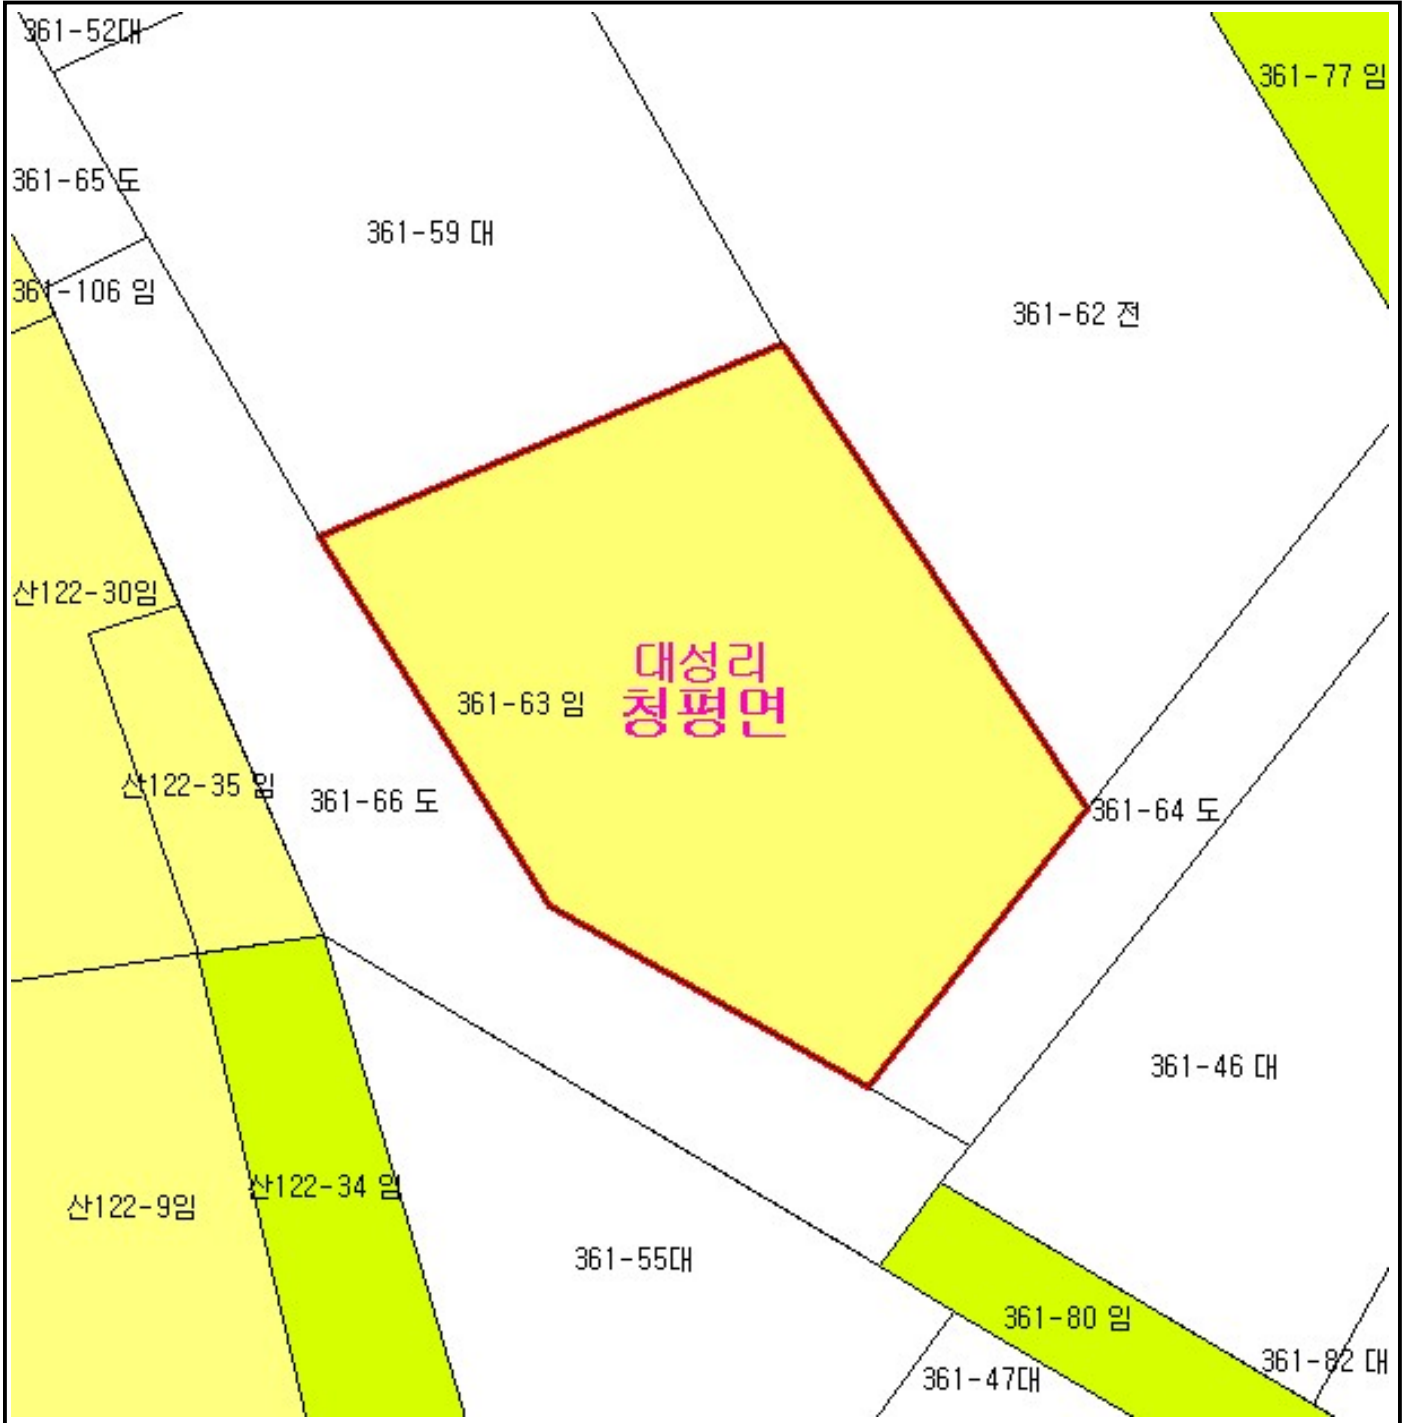 361-52대
361-77 임
361-65 도
361-59 대
361-106 임
361-62 전
산122-30임
대성리
361-63 임
청평면
산122-35 임
361-66 도
361-64 도
361-46 대
산122-34 임
산122-9임
361-55대
361-80 임
361-82 대
361-47대